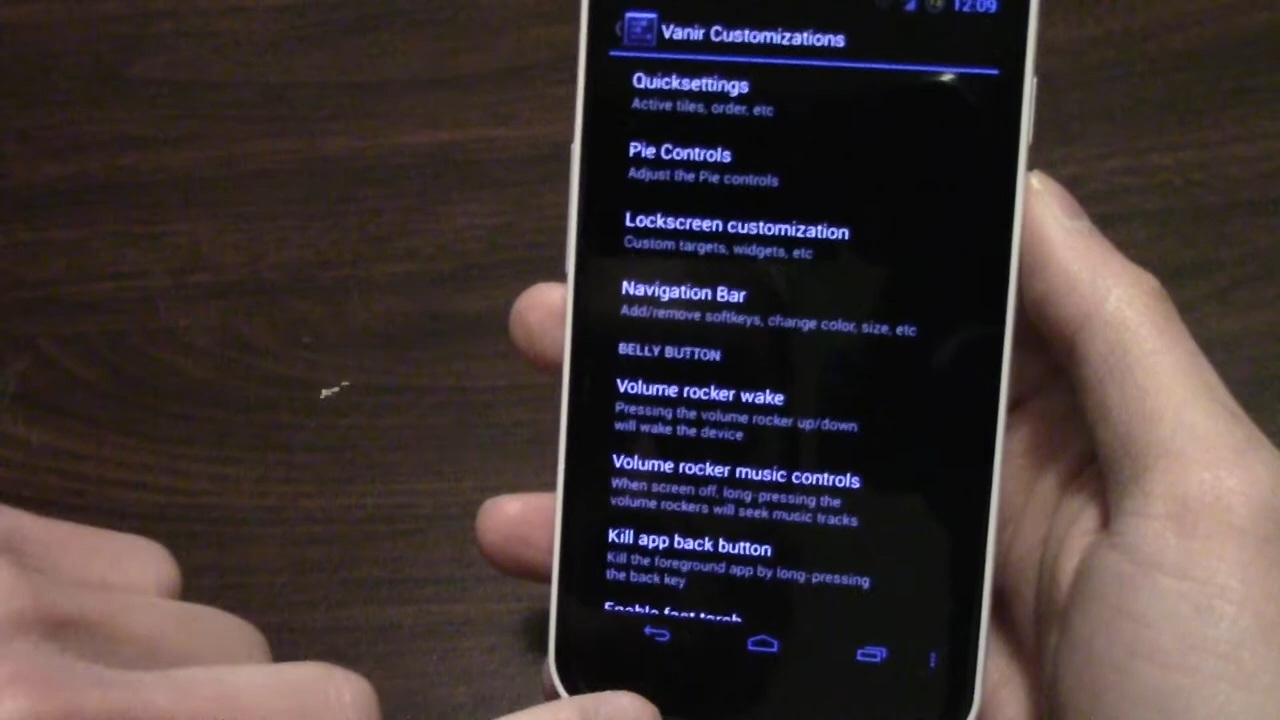 12:09
Vanir Customizations
Quicksettings
Active tiles, order, etc
Pie Controls
Adjust the Pie controls
Lockscreen customization
Custom targets, widgets, etc
Navigation Bar
Add/remove softkeys, change color, size, etc
BELLY BUTTON
Volume rocker wake
Pressing the volume rocker up/down
will wake the device
Volume rocker music controls
When screen off, long-pressing the
volume rockers will seek music tracks
Kill app back button
Kill the foreground app by long-pressing
the back key
Enable fast torch